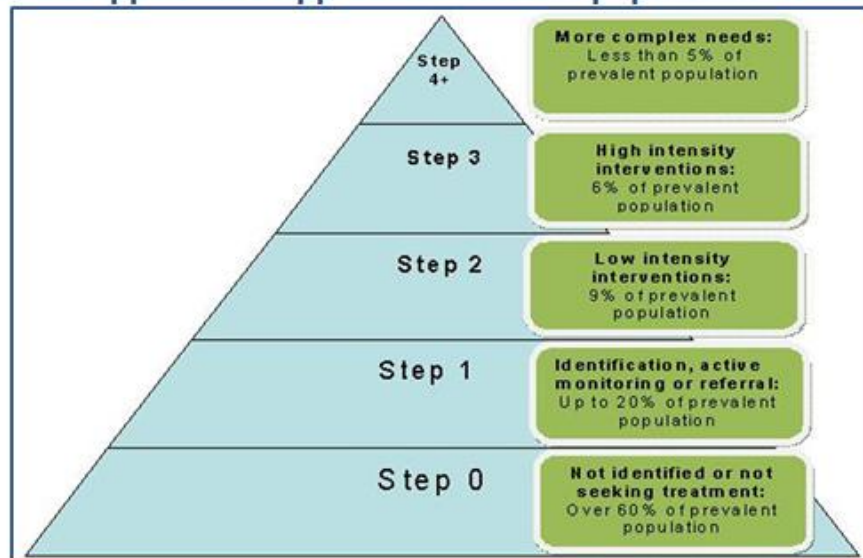 Step
4+
More complex needs:
Less than 5% of
prevalent population
Step 3
High intensity
interventions:
6% of prevalent
population
Step 2
Low intensity
interventions:
9% of prevalent
population
Step 1
Identification, active
monitoring or referral:
Up to 20% of prevalent
population
Step 0
Not identified or not
seeking treatment:
Over 60% of prevalent
population